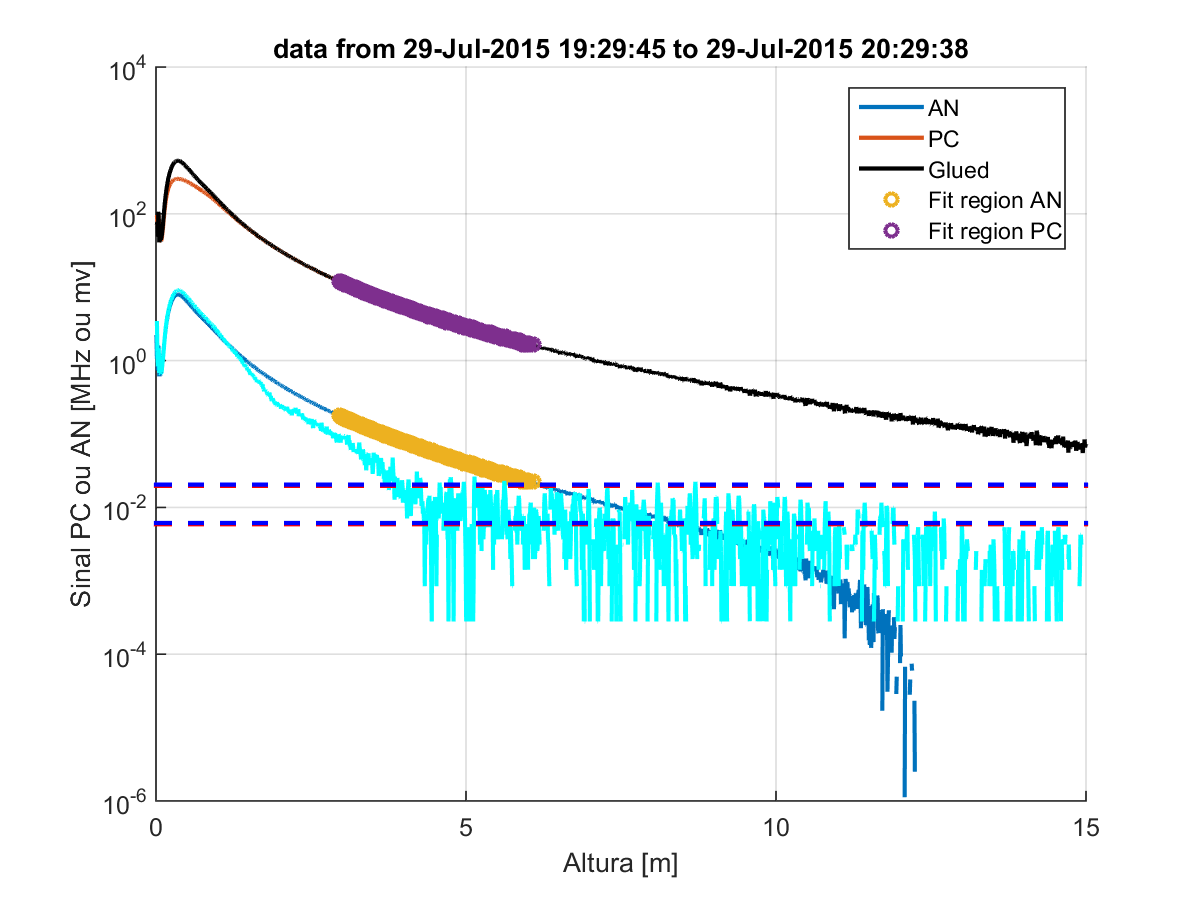 data from 29-Jul-2015 19:29:45 to 29-Jul-2015 20:29:38
10^4
10^2
10^0
10^-2
10^-4
10^-6
Sinal PC ou AN [MHz ou mv]
AN
PC
Glued
Fit region AN
Fit region PC
0 5 10 15
Altura [m]